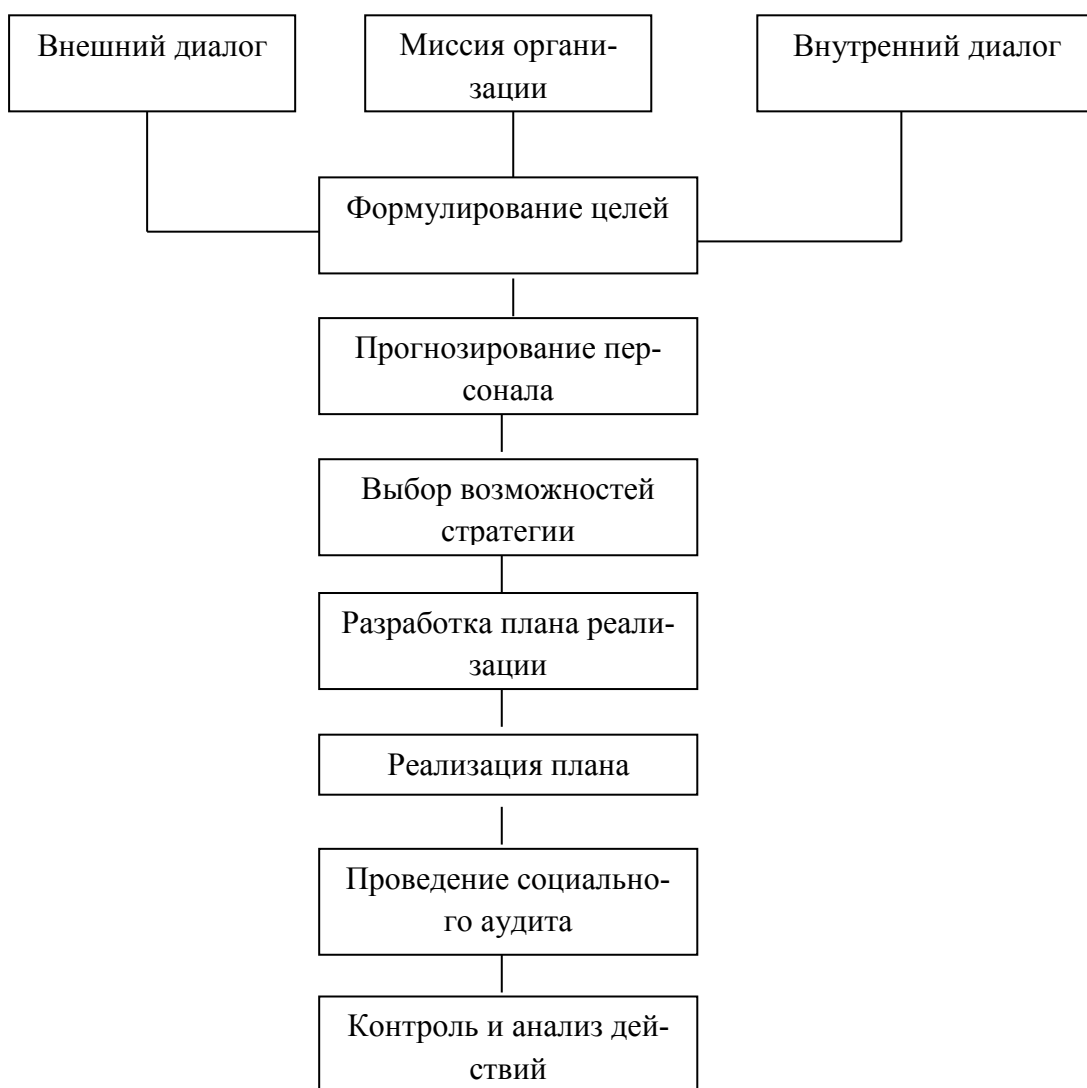 Внешний диалог
Миссия органи-
зации
Внутренний диалог
Формулирование целей
Прогнозирование пер-
сонала
Выбор возможностей
стратегии
Разработка плана реали-
зации
Реализация плана
Проведение социально-
го аудита
Контроль и анализ дей-
ствий